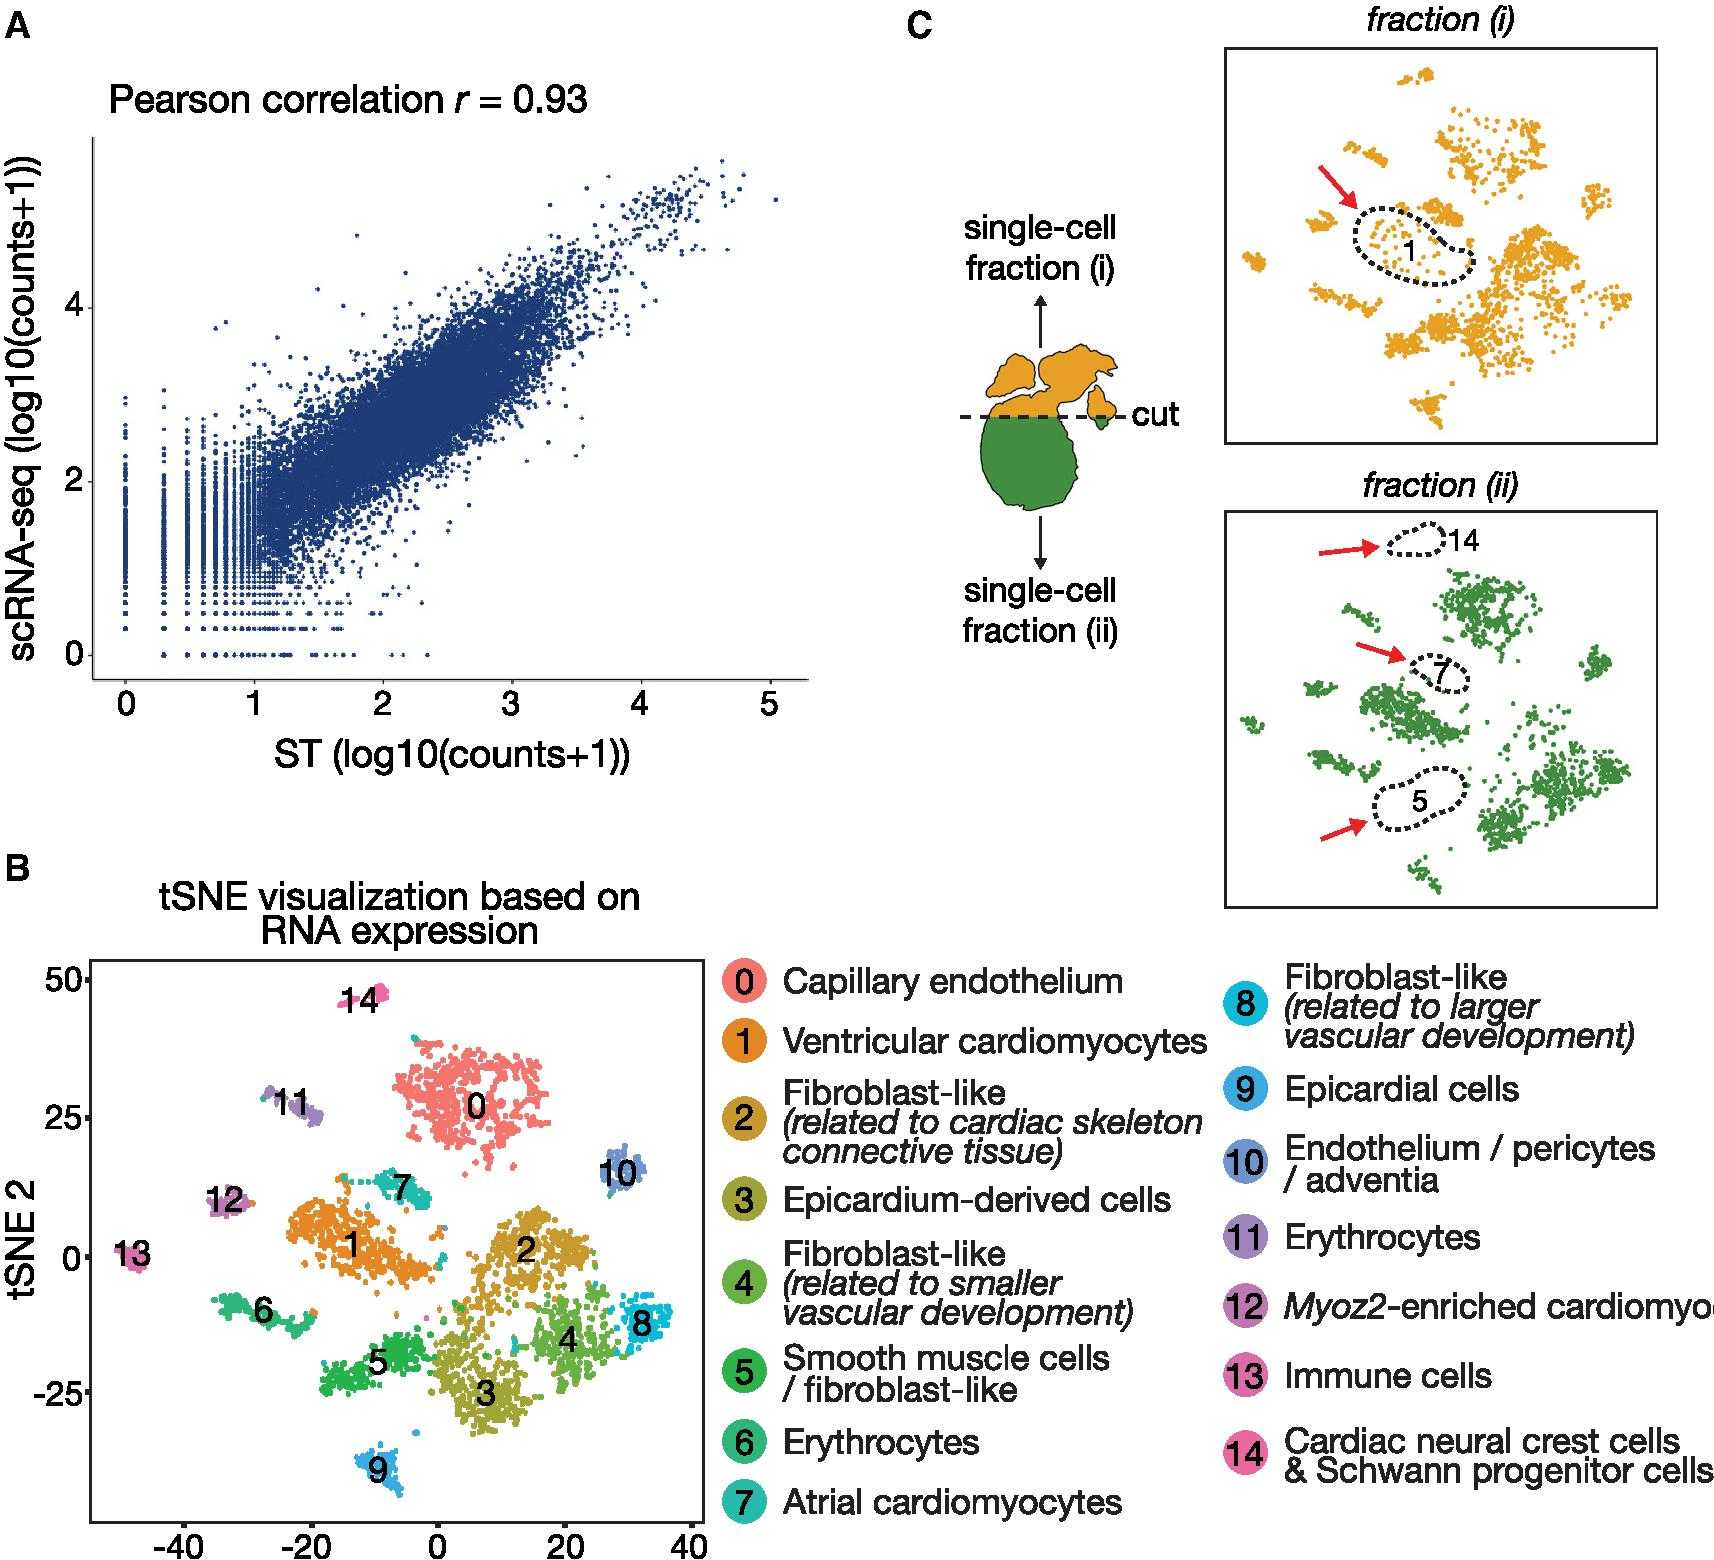 A
Pearson correlation r = 0.93
scRNA-seq (log10(counts+1))
4
2
0
0 1 2 3 4 5
ST (log10(counts+1))
C
fraction (i)
1
single-cell
fraction (i)
cut
single-cell
fraction (ii)
fraction (ii)
14
7
5
B
tSNE visualization based on
RNA expression
tSNE 2
50
25
0
-25
-40 -20 0 20 40
14
0
11
10
7
12
1
2
13
6
8
4
5
3
9
0 Capillary endothelium
1 Ventricular cardiomyocytes
2 Fibroblast-like
(related to cardiac skeleton
connective tissue)
3 Epicardium-derived cells
4 Fibroblast-like
(related to smaller
vascular development)
5 Smooth muscle cells
/ fibroblast-like
6 Erythrocytes
7 Atrial cardiomyocytes
8 Fibroblast-like
(related to larger
vascular development)
9 Epicardial cells
10 Endothelium / pericytes
/ adventia
11 Erythrocytes
12 Myoz2-enriched cardiomyo
13 Immune cells
14 Cardiac neural crest cells
& Schwann progenitor cells